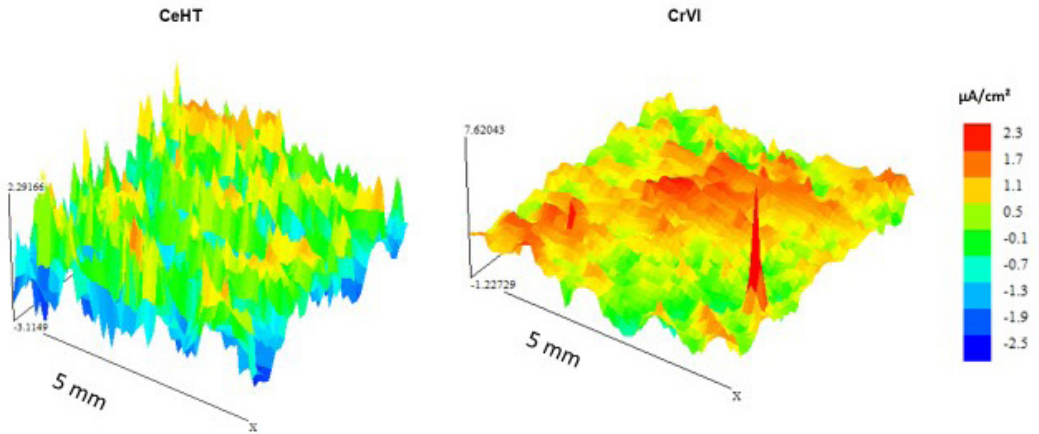 CeHT
CrVI
µA/cm²
2.3
1.7
1.1
0.5
-0.1
-0.7
-1.3
-1.9
-2.5
2.29166
-3.1149
5 mm
x
7.62043
-1.22729
5 mm
x